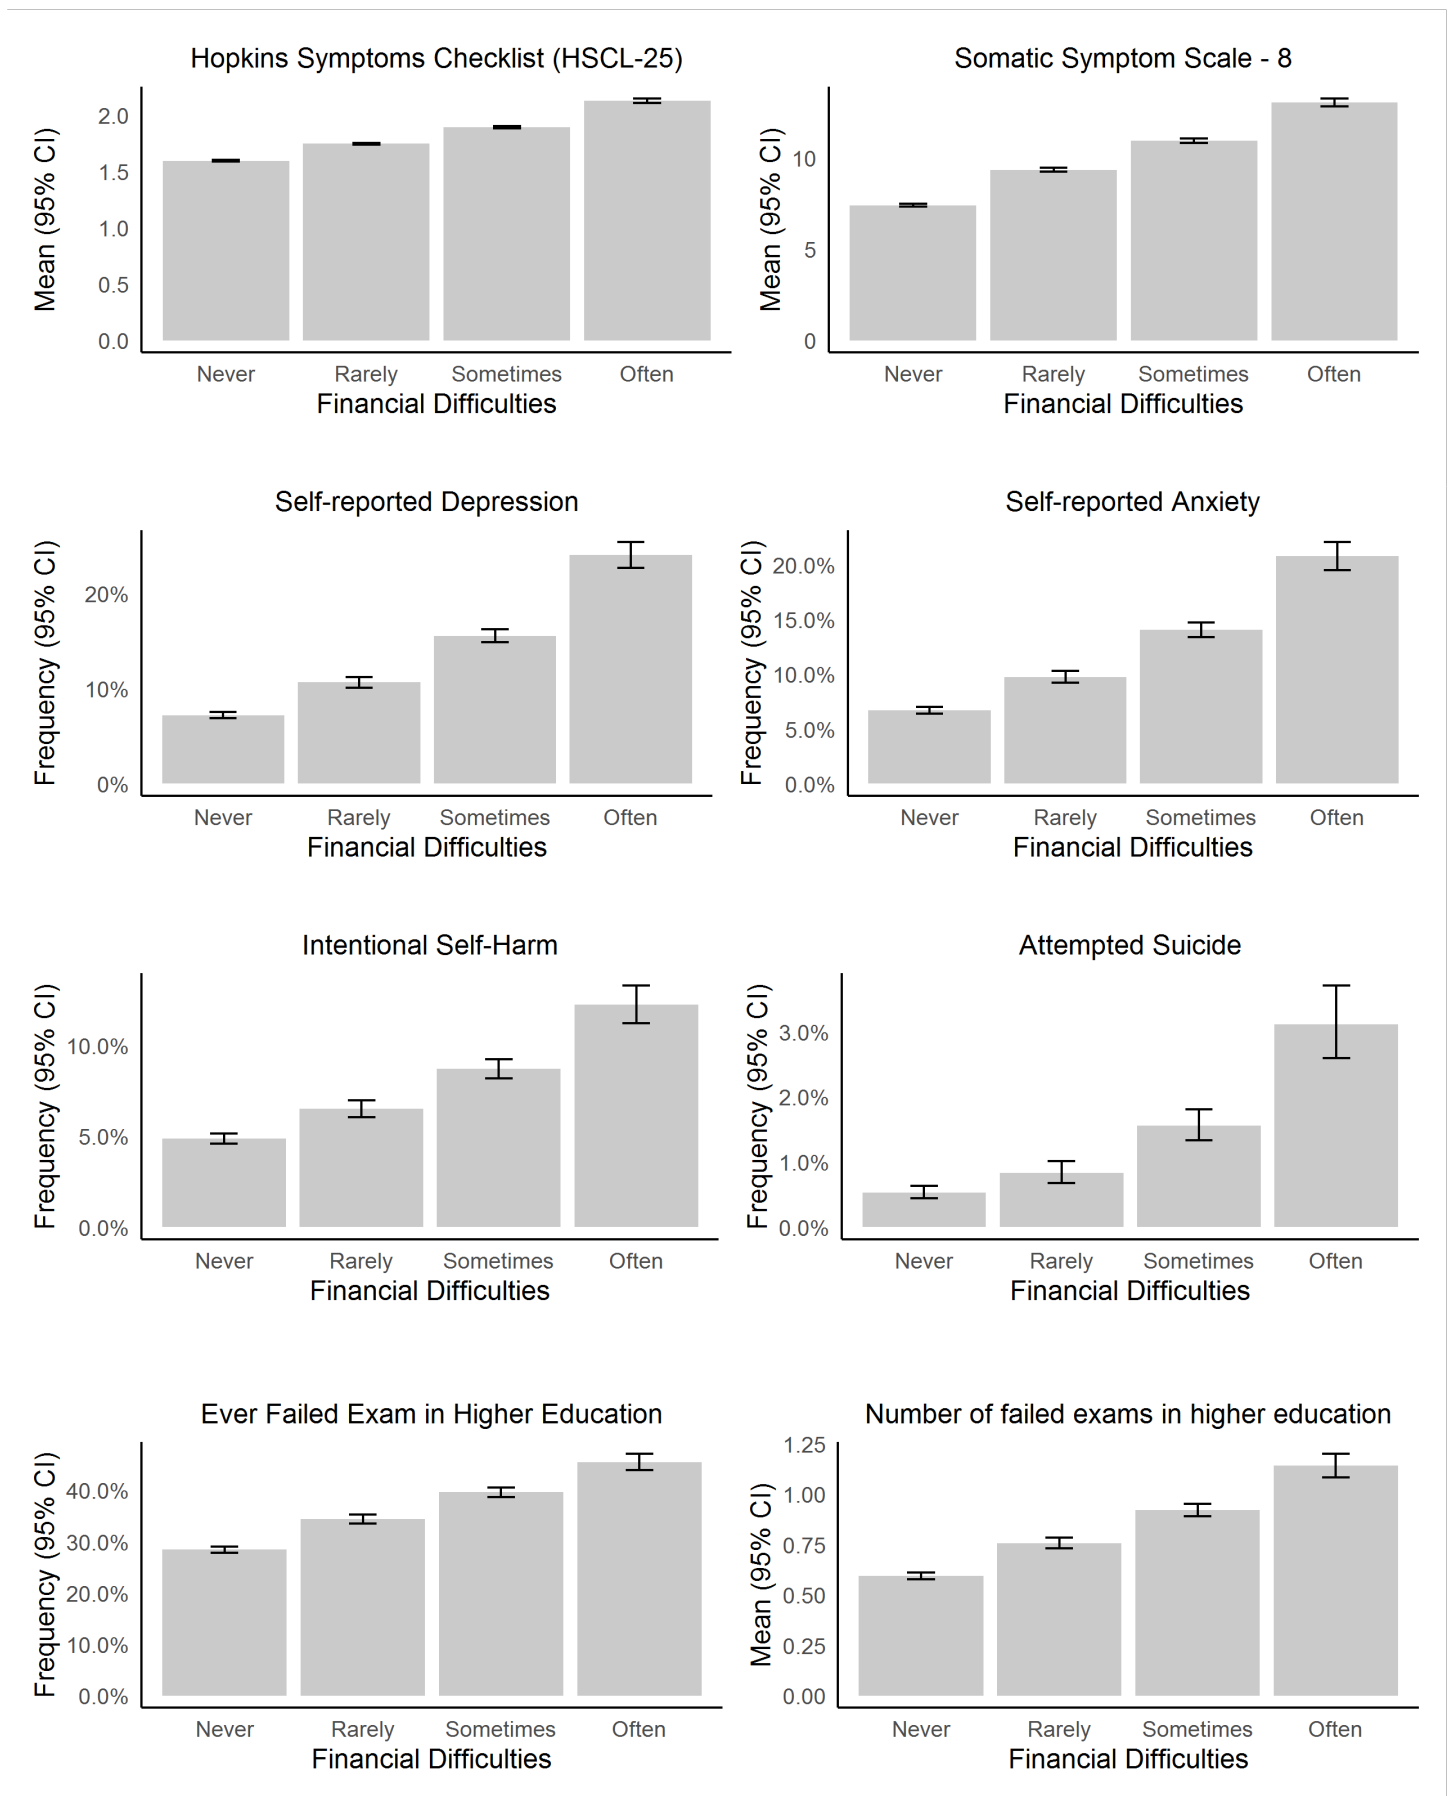 Hopkins Symptoms Checklist (HSCL-25)
Mean (95% CI)
2.0
1.5
1.0
0.5
0.0
Never Rarely Sometimes Often
Financial Difficulties
Somatic Symptom Scale - 8
Mean (95% CI)
10
5
0
Never Rarely Sometimes Often
Financial Difficulties
Self-reported Depression
Frequency (95% CI)
20%
10%
0%
Never Rarely Sometimes Often
Financial Difficulties
Self-reported Anxiety
Frequency (95% CI)
20.0%
15.0%
10.0%
5.0%
0.0%
Never Rarely Sometimes Often
Financial Difficulties
Intentional Self-Harm
Frequency (95% CI)
10.0%
5.0%
0.0%
Never Rarely Sometimes Often
Financial Difficulties
Attempted Suicide
Frequency (95% CI)
3.0%
2.0%
1.0%
0.0%
Never Rarely Sometimes Often
Financial Difficulties
Ever Failed Exam in Higher Education
Frequency (95% CI)
40.0%
30.0%
20.0%
10.0%
0.0%
Never Rarely Sometimes Often
Financial Difficulties
Number of failed exams in higher education
Mean (95% CI)
1.25
1.00
0.75
0.50
0.25
0.00
Never Rarely Sometimes Often
Financial Difficulties